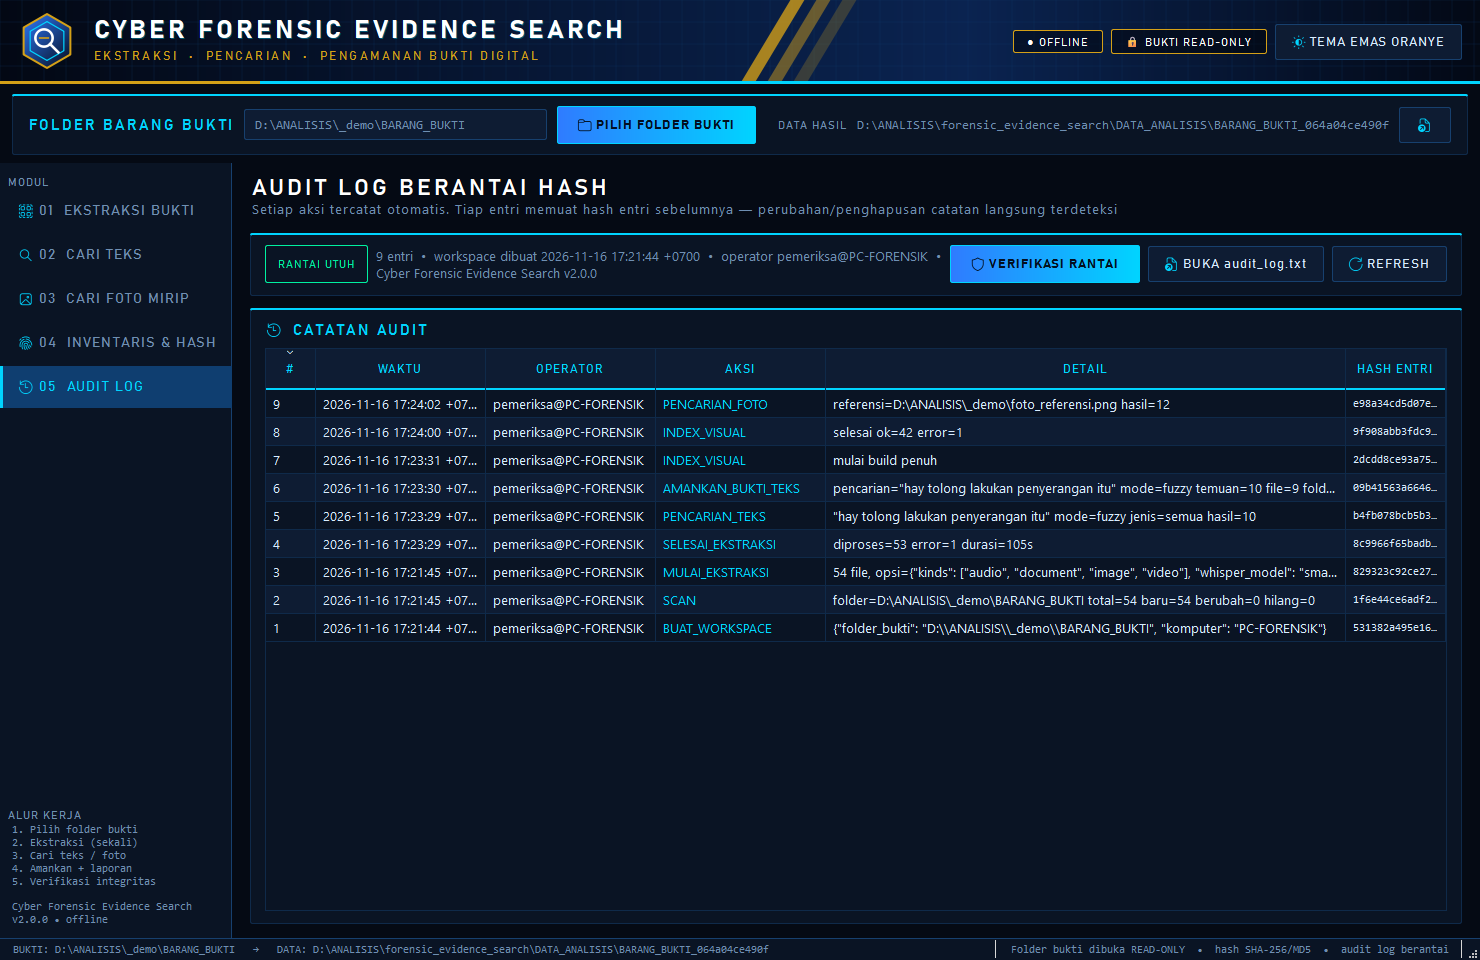 CYBER FORENSIC EVIDENCE SEARCH
EKSTRAKSI • PENCARIAN • PENGAMANAN BUKTI DIGITAL
● OFFLINE
BUKTI READ-ONLY
TEMA EMAS ORANYE
FOLDER BARANG BUKTI
D:\ANALISIS\_demo\BARANG_BUKTI
PILIH FOLDER BUKTI
DATA HASIL D:\ANALISIS\forensic_evidence_search\DATA_ANALISIS\BARANG_BUKTI_064a04ce490f
MODUL
01 EKSTRAKSI BUKTI
02 CARI TEKS
03 CARI FOTO MIRIP
04 INVENTARIS & HASH
05 AUDIT LOG
AUDIT LOG BERANTAI HASH
Setiap aksi tercatat otomatis. Tiap entri memuat hash entri sebelumnya — perubahan/penghapusan catatan langsung terdeteksi
RANTAI UTUH
9 entri • workspace dibuat 2026-11-16 17:21:44 +0700 • operator pemeriksa@PC-FORENSIK •
Cyber Forensic Evidence Search v2.0.0
VERIFIKASI RANTAI
BUKA audit_log.txt
REFRESH
CATATAN AUDIT
# WAKTU OPERATOR AKSI DETAIL HASH ENTRI
9 2026-11-16 17:24:02 +07... pemeriksa@PC-FORENSIK PENCARIAN_FOTO referensi=D:\ANALISIS\_demo\foto_referensi.png hasil=12 e98a34cd5d07e...
8 2026-11-16 17:24:00 +07... pemeriksa@PC-FORENSIK INDEX_VISUAL selesai ok=42 error=1 9f908abb3fdc9...
7 2026-11-16 17:23:31 +07... pemeriksa@PC-FORENSIK INDEX_VISUAL mulai build penuh 2dcdd8ce93a75...
6 2026-11-16 17:23:30 +07... pemeriksa@PC-FORENSIK AMANKAN_BUKTI_TEKS pencarian="hay tolong lakukan penyerangan itu" mode=fuzzy temuan=10 file=9 fold... 09b41563a6646...
5 2026-11-16 17:23:29 +07... pemeriksa@PC-FORENSIK PENCARIAN_TEKS "hay tolong lakukan penyerangan itu" mode=fuzzy jenis=semua hasil=10 b4fb078bcb5b3...
4 2026-11-16 17:23:29 +07... pemeriksa@PC-FORENSIK SELESAI_EKSTRAKSI diproses=53 error=1 durasi=105s 8c9966f65badb...
3 2026-11-16 17:21:45 +07... pemeriksa@PC-FORENSIK MULAI_EKSTRAKSI 54 file, opsi={"kinds": ["audio", "document", "image", "video"], "whisper_model": "sma... 829323c92ce27...
2 2026-11-16 17:21:45 +07... pemeriksa@PC-FORENSIK SCAN folder=D:\ANALISIS\_demo\BARANG_BUKTI total=54 baru=54 berubah=0 hilang=0 1f6e44ce6adf2...
1 2026-11-16 17:21:44 +07... pemeriksa@PC-FORENSIK BUAT_WORKSPACE {"folder_bukti": "D:\\ANALISIS\\_demo\\BARANG_BUKTI", "komputer": "PC-FORENSIK"} 531382a495e16...
ALUR KERJA
1. Pilih folder bukti
2. Ekstraksi (sekali)
3. Cari teks / foto
4. Amankan + laporan
5. Verifikasi integritas
Cyber Forensic Evidence Search
v2.0.0 • offline
BUKTI: D:\ANALISIS\_demo\BARANG_BUKTI → DATA: D:\ANALISIS\forensic_evidence_search\DATA_ANALISIS\BARANG_BUKTI_064a04ce490f
Folder bukti dibuka READ-ONLY • hash SHA-256/MD5 • audit log berantai